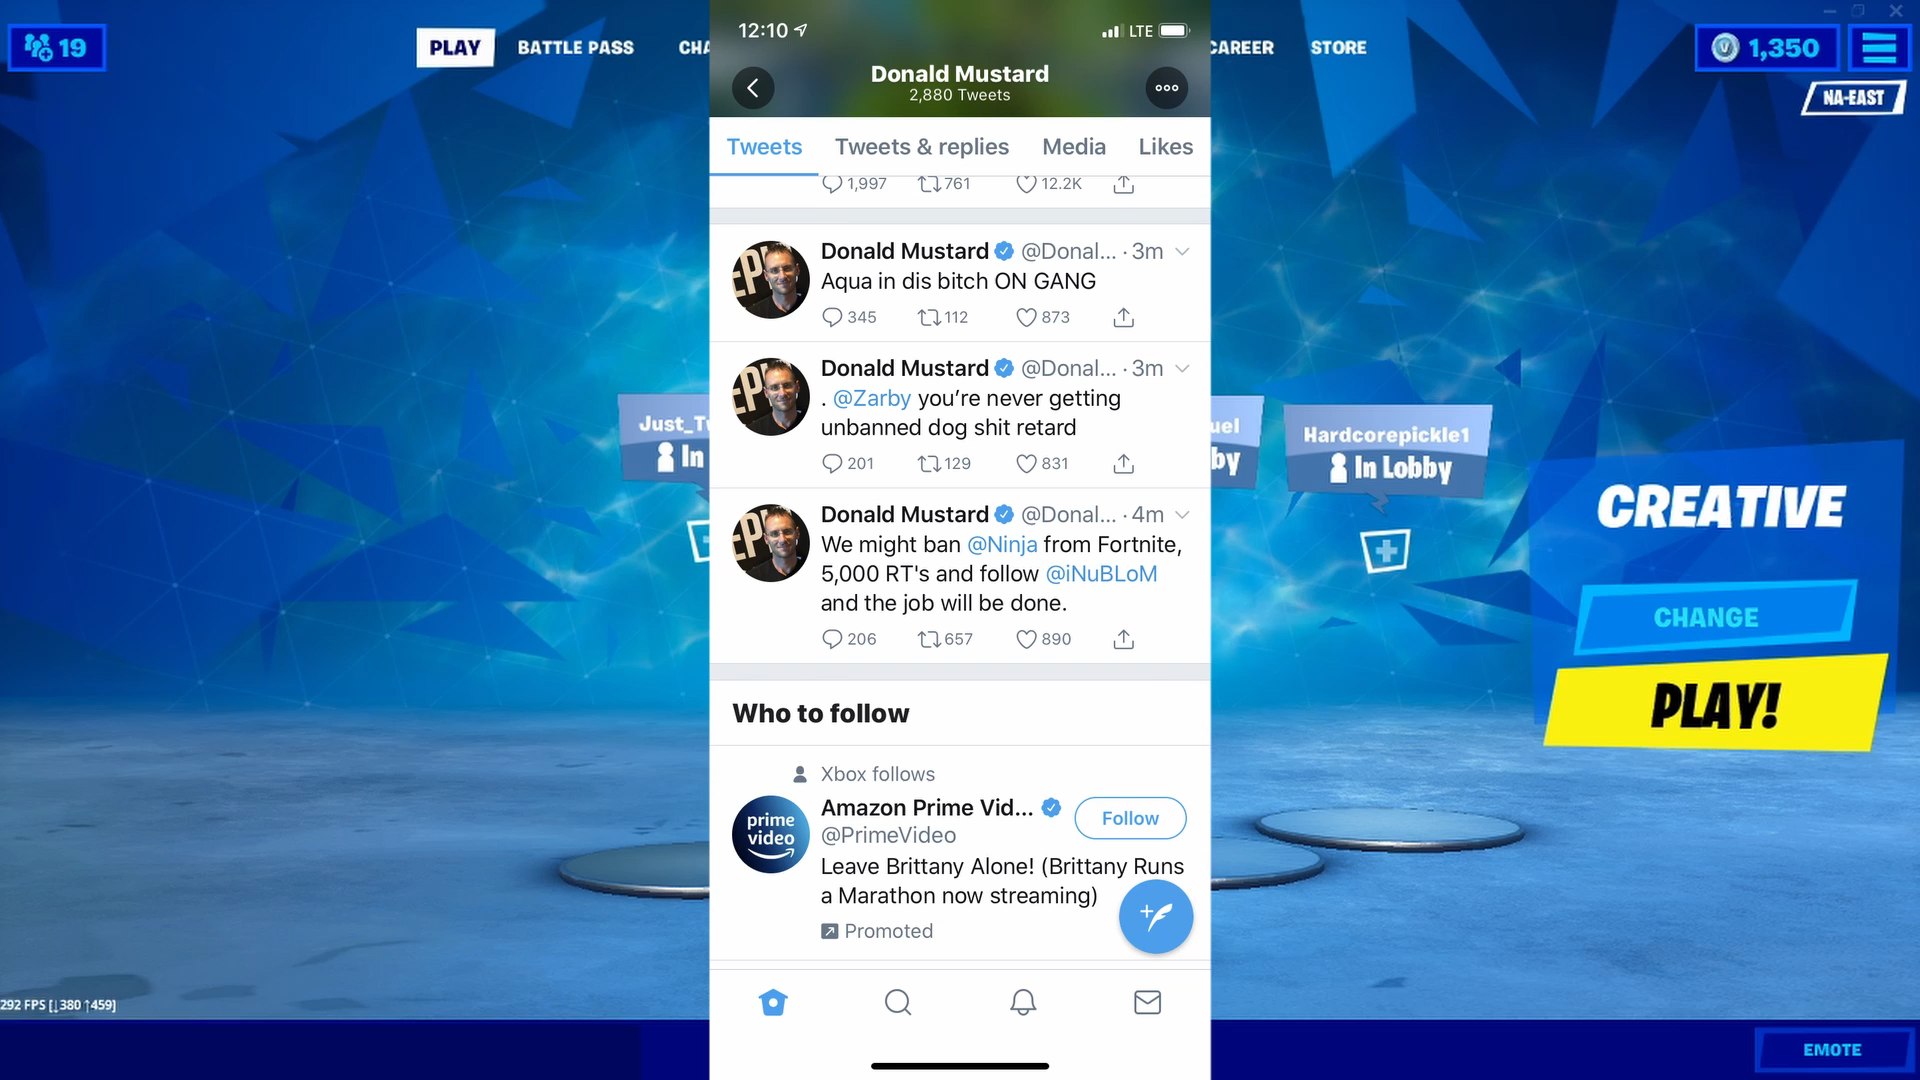 19
PLAY
BATTLE PASS
CAREER
STORE
1,350
NA-EAST
12:10
LTE
Donald Mustard
2,880 Tweets
Tweets
Tweets & replies
Media
Likes
1,997 761 12.2K
Donald Mustard @Donal... · 3m
Aqua in dis bitch ON GANG
345 112 873
Donald Mustard @Donal... · 3m
. @Zarby you’re never getting
unbanned dog shit retard
201 129 831
Donald Mustard @Donal... · 4m
We might ban @Ninja from Fortnite,
5,000 RT's and follow @iNuBLoM
and the job will be done.
206 657 890
Who to follow
Xbox follows
prime
video
Amazon Prime Vid...
Follow
@PrimeVideo
Leave Brittany Alone! (Brittany Runs
a Marathon now streaming)
Promoted
Just_T
In
uel
by
Hardcorepickle1
In Lobby
CREATIVE
CHANGE
PLAY!
292 FPS [↓380 ↑459]
EMOTE